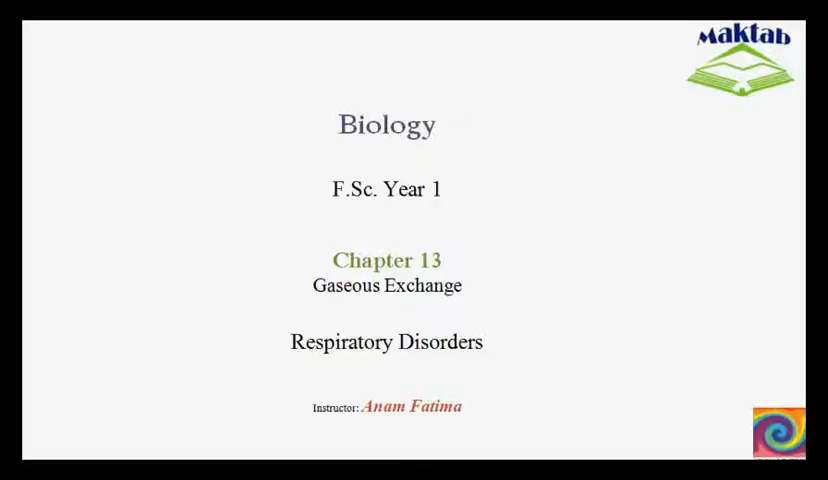 Maktab
Biology
F.Sc. Year 1
Chapter 13
Gaseous Exchange
Respiratory Disorders
Instructor: Anam Fatima